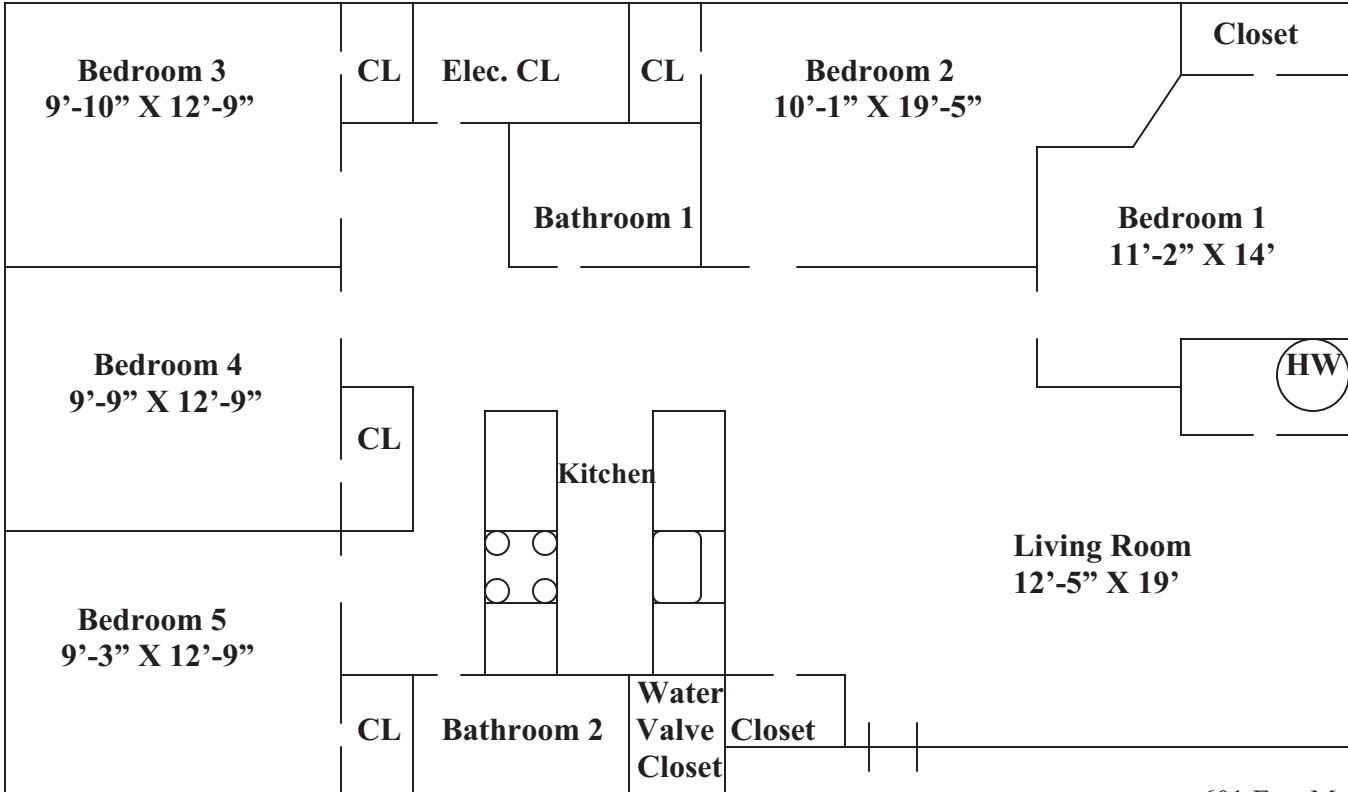 Bedroom 3
9’-10” X 12’-9”
CL
Elec. CL
CL
Bedroom 2
10’-1” X 19’-5”
Closet
Bathroom 1
Bedroom 1
11’-2” X 14’
Bedroom 4
9’-9” X 12’-9”
CL
HW
Kitchen
Living Room
12’-5” X 19’
Bedroom 5
9’-3” X 12’-9”
CL
Bathroom 2
Water
Valve
Closet
Closet